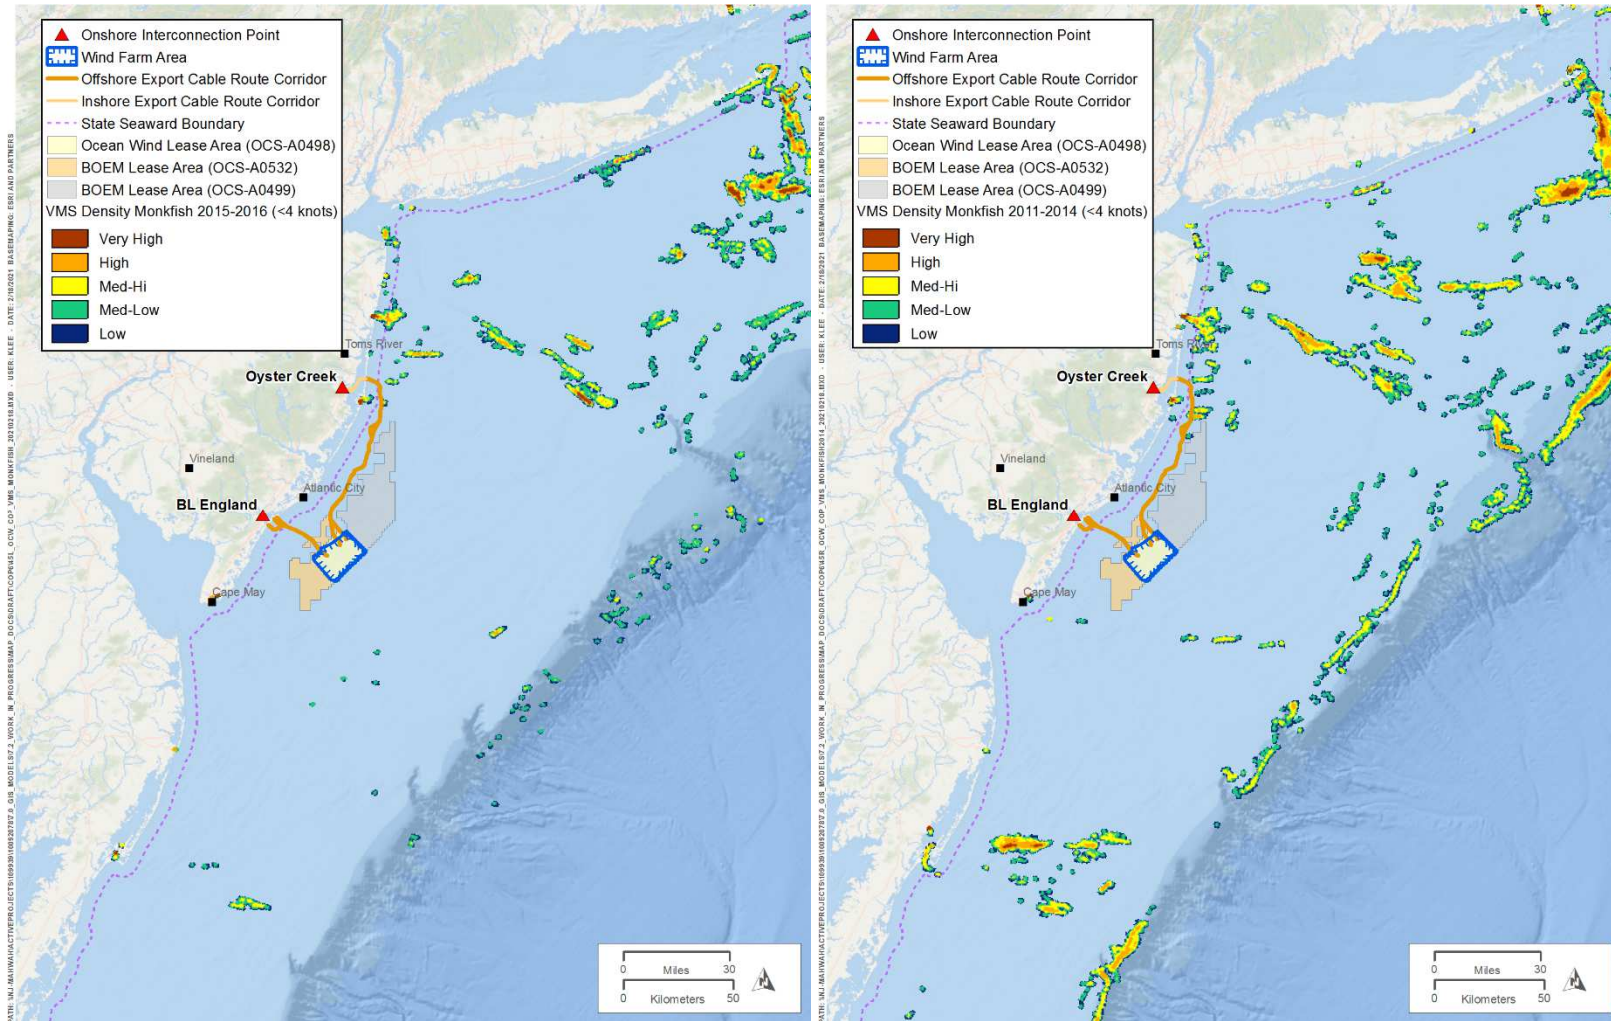 Onshore Interconnection Point
Wind Farm Area
Offshore Export Cable Route Corridor
Inshore Export Cable Route Corridor
State Seaward Boundary
Ocean Wind Lease Area (OCS-A0498)
BOEM Lease Area (OCS-A0532)
BOEM Lease Area (OCS-A0499)
VMS Density Monkfish 2015-2016 (<4 knots)
Very High
High
Med-Hi
Med-Low
Low
Toms River
Oyster Creek
Vineland
Atlantic City
BL England
Cape May
0 30
Miles
0 50
Kilometers
N
Onshore Interconnection Point
Wind Farm Area
Offshore Export Cable Route Corridor
Inshore Export Cable Route Corridor
State Seaward Boundary
Ocean Wind Lease Area (OCS-A0498)
BOEM Lease Area (OCS-A0532)
BOEM Lease Area (OCS-A0499)
VMS Density Monkfish 2011-2014 (<4 knots)
Very High
High
Med-Hi
Med-Low
Low
Toms River
Oyster Creek
Vineland
Atlantic City
BL England
Cape May
0 30
Miles
0 50
Kilometers
N